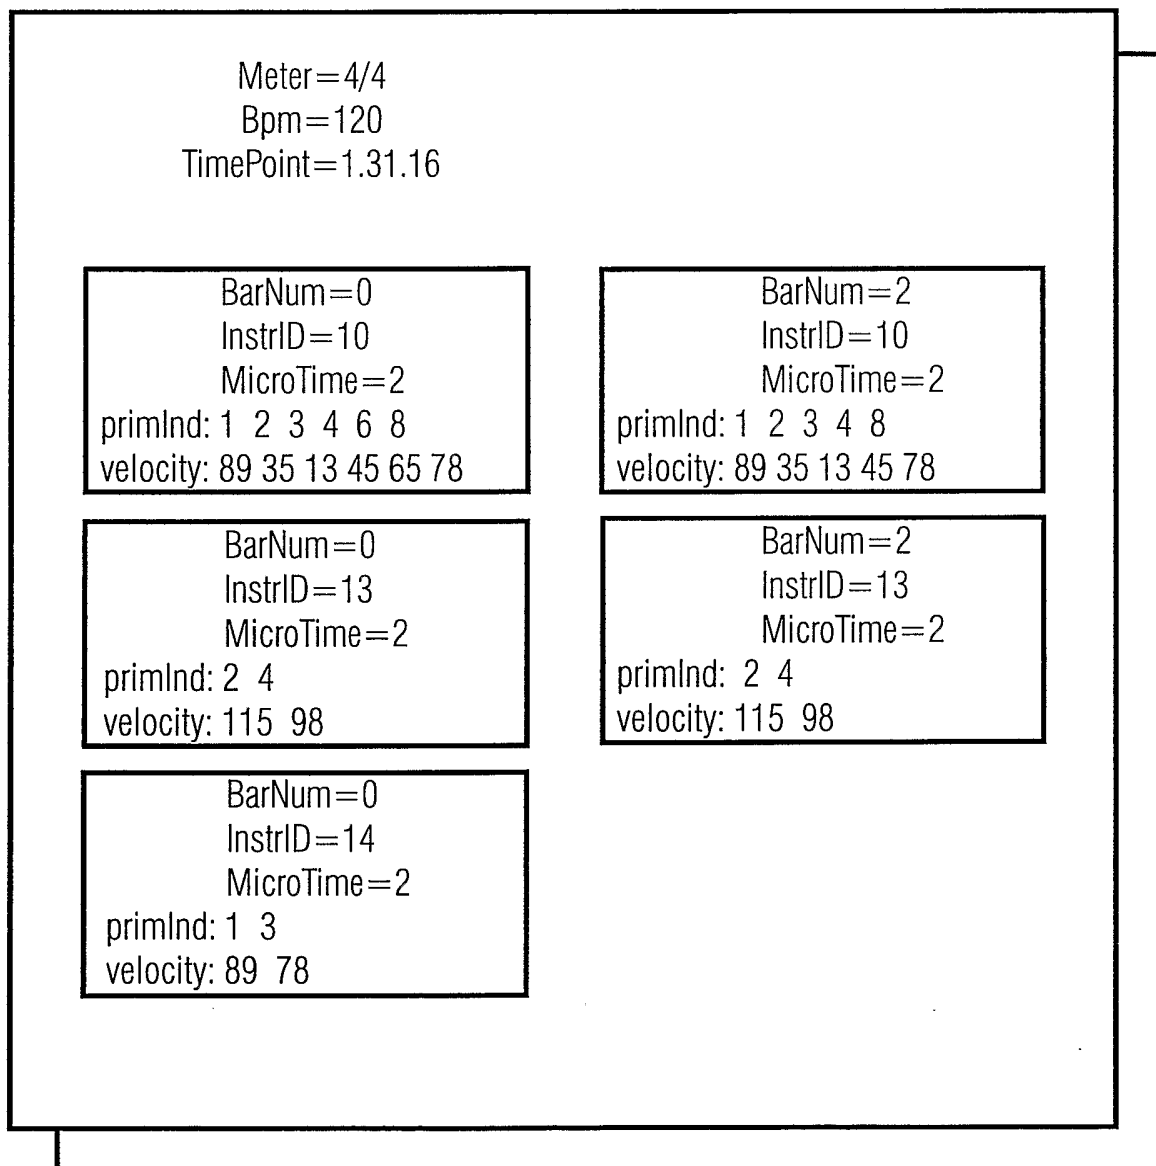 Meter=4/4
Bpm=120
TimePoint=1.31.16
BarNum=0
InstrID=10
MicroTime=2
primInd: 1 2 3 4 6 8
velocity: 89 35 13 45 65 78
BarNum=2
InstrID=10
MicroTime=2
primInd: 1 2 3 4 8
velocity: 89 35 13 45 78
BarNum=0
InstrID=13
MicroTime=2
primInd: 2 4
velocity: 115 98
BarNum=2
InstrID=13
MicroTime=2
primInd: 2 4
velocity: 115 98
BarNum=0
InstrID=14
MicroTime=2
primInd: 1 3
velocity: 89 78